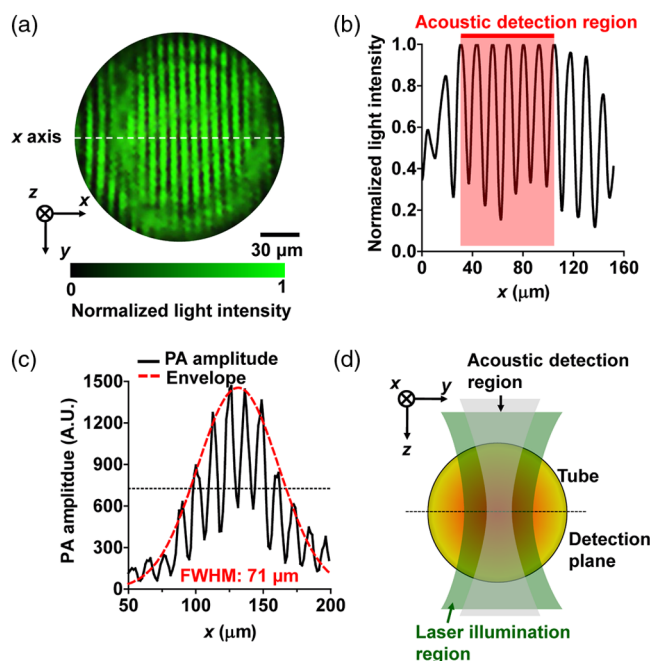 (a)
x axis
z
x
y
30 μm
0
1
Normalized light intensity
(b)
Acoustic detection region
Normalized light intensity
1.0
0.8
0.6
0.4
0.2
0.0
0
40
80
120
160
x (μm)
(c)
PA amplitude
Envelope
PA amplitdue (A.U.)
1500
1200
900
600
300
0
FWHM: 71 μm
50
100
150
200
x (μm)
(d)
Acoustic detection
region
x
y
z
Tube
Detection
plane
Laser illumination
region